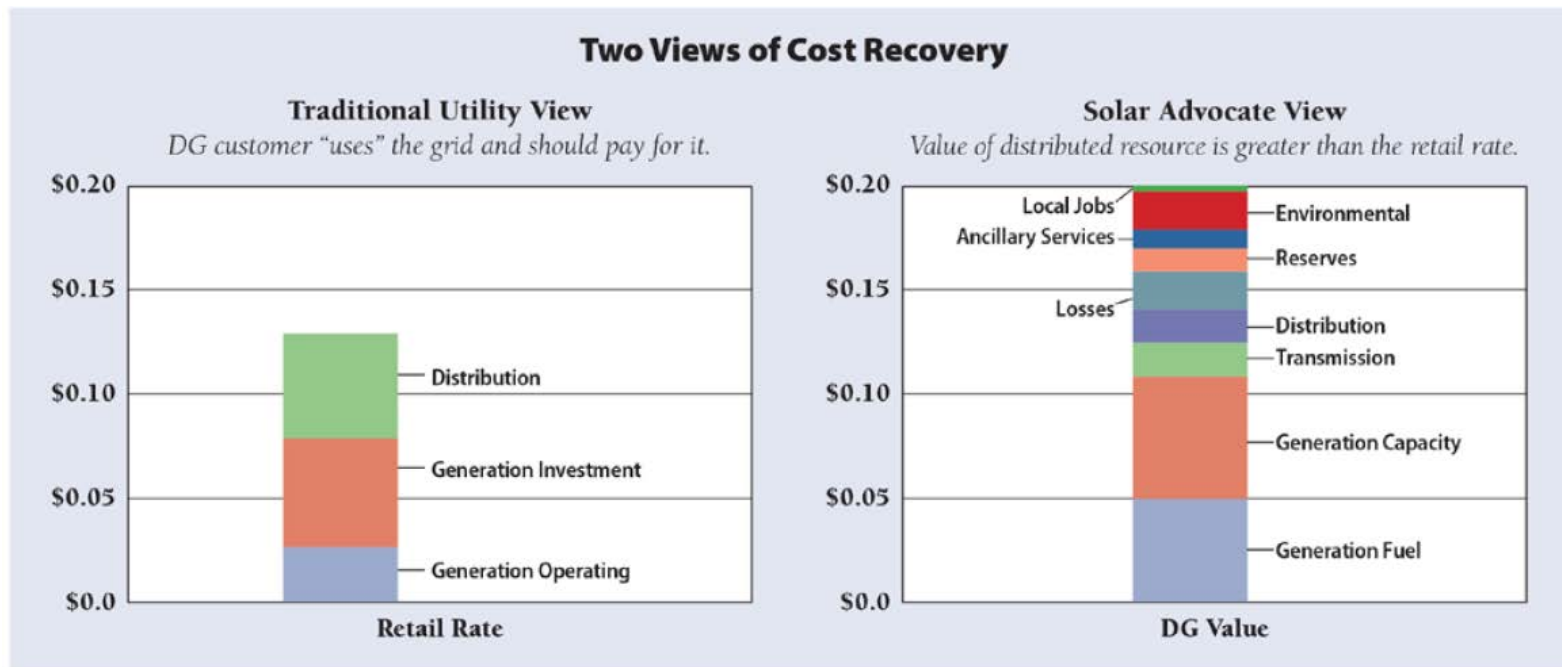 Two Views of Cost Recovery
Traditional Utility View
DG customer “uses” the grid and should pay for it.
$0.20
$0.15
$0.10
$0.05
$0.0
Distribution
Generation Investment
Generation Operating
Retail Rate
Solar Advocate View
Value of distributed resource is greater than the retail rate.
$0.20
$0.15
$0.10
$0.05
$0.0
Local Jobs
Environmental
Ancillary Services
Reserves
Losses
Distribution
Transmission
Generation Capacity
Generation Fuel
DG Value